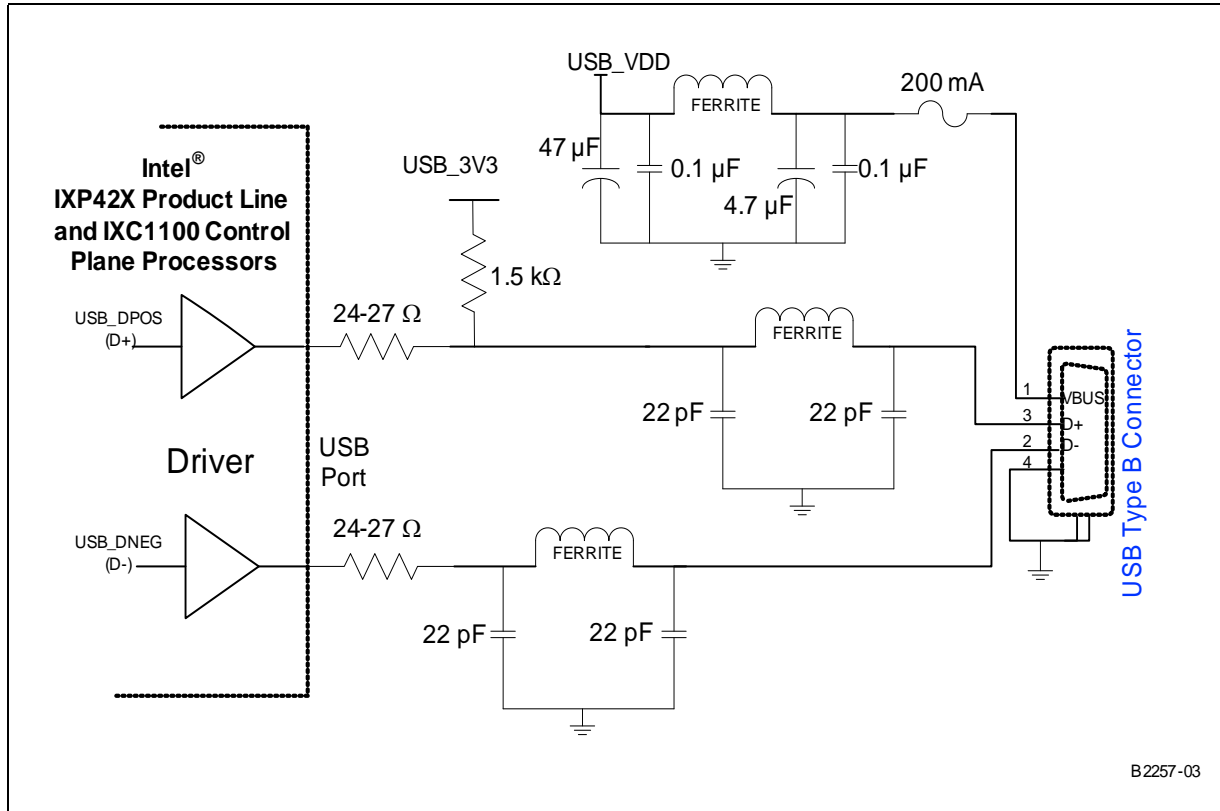 USB_VDD
FERRITE
200 mA
47 µF
0.1 µF
4.7 µF
0.1 µF
Intel®
IXP42X Product Line
and IXC1100 Control
Plane Processors
USB_3V3
1.5 kΩ
USB_DPOS
(D+)
24-27 Ω
FERRITE
22 pF
22 pF
1
VBUS
3
D+
2
D-
4
USB Type B Connector
Driver
USB
Port
USB_DNEG
(D-)
24-27 Ω
FERRITE
22 pF
22 pF
B2257-03